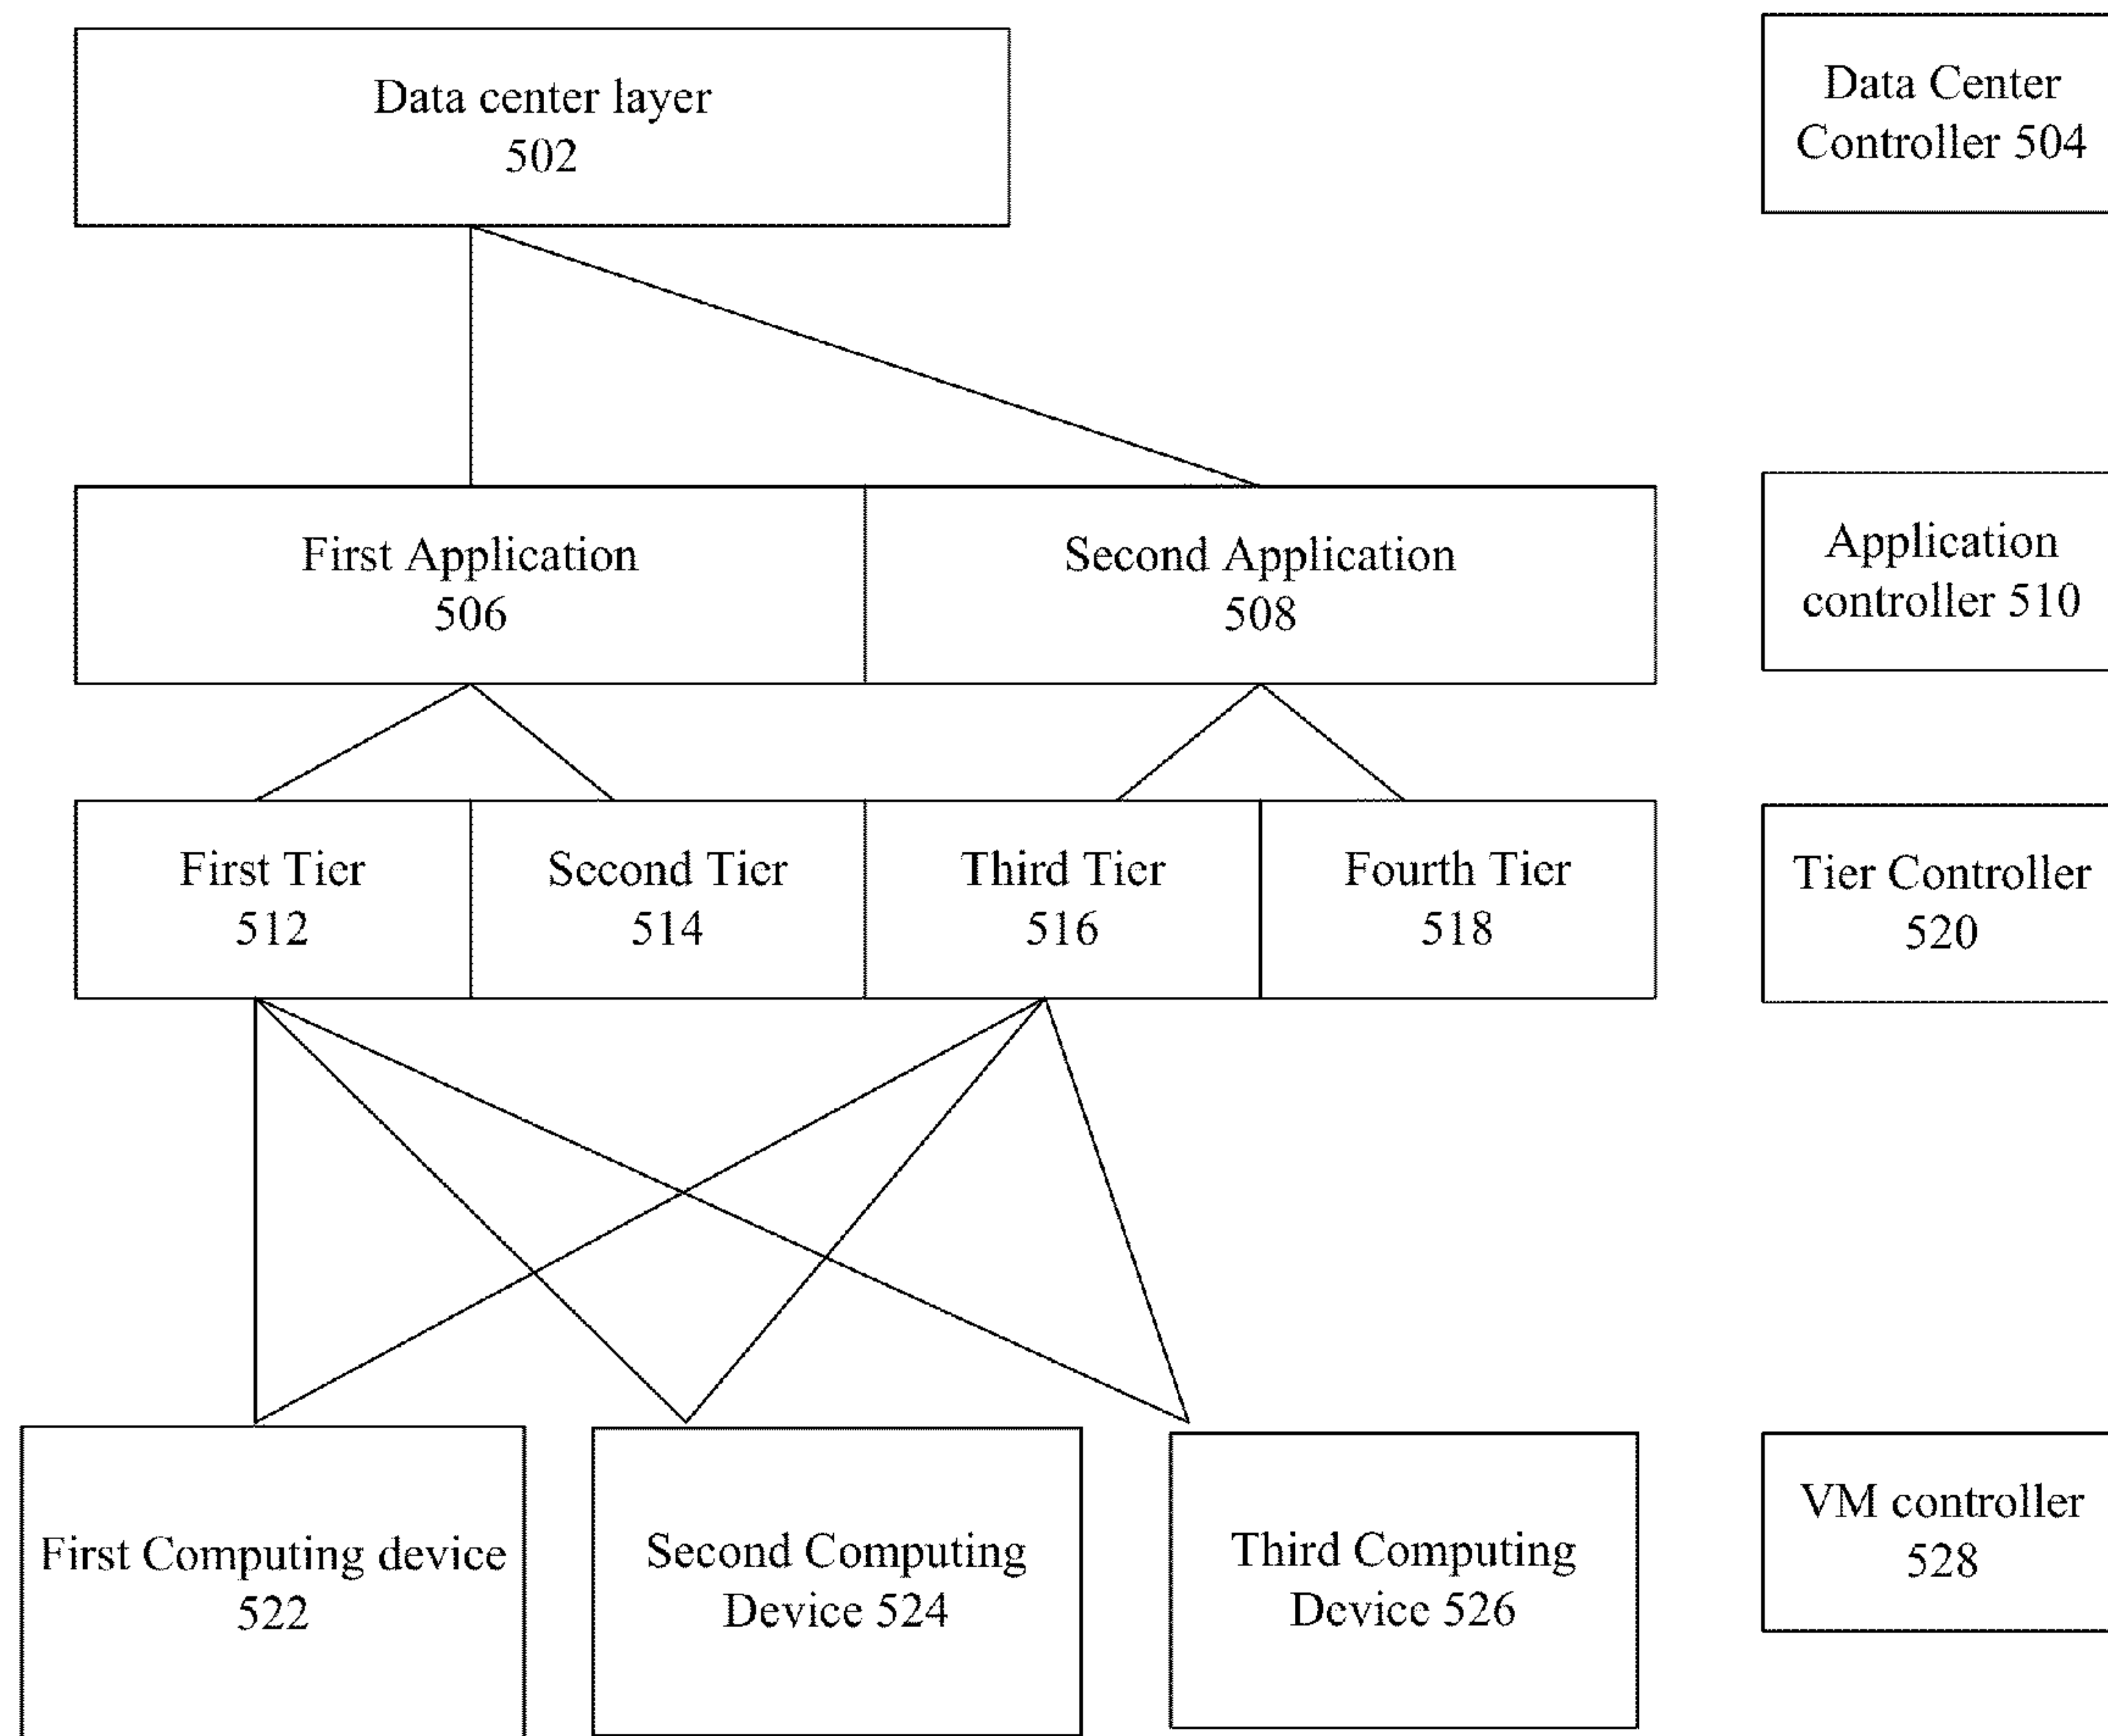 Data center layer
502
Data Center
Controller 504
First Application
506
Second Application
508
Application
controller 510
First Tier
512
Second Tier
514
Third Tier
516
Fourth Tier
518
Tier Controller
520
First Computing device
522
Second Computing
Device 524
Third Computing
Device 526
VM controller
528